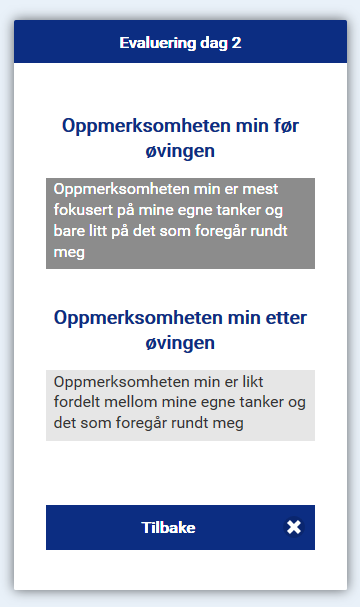 Evaluering dag 2
Oppmerksomheten min før
øvingen
Oppmerksomheten min er mest
fokusert på mine egne tanker og
bare litt på det som foregår rundt
meg
Oppmerksomheten min etter
øvingen
Oppmerksomheten min er likt
fordelt mellom mine egne tanker og
det som foregår rundt meg
Tilbake